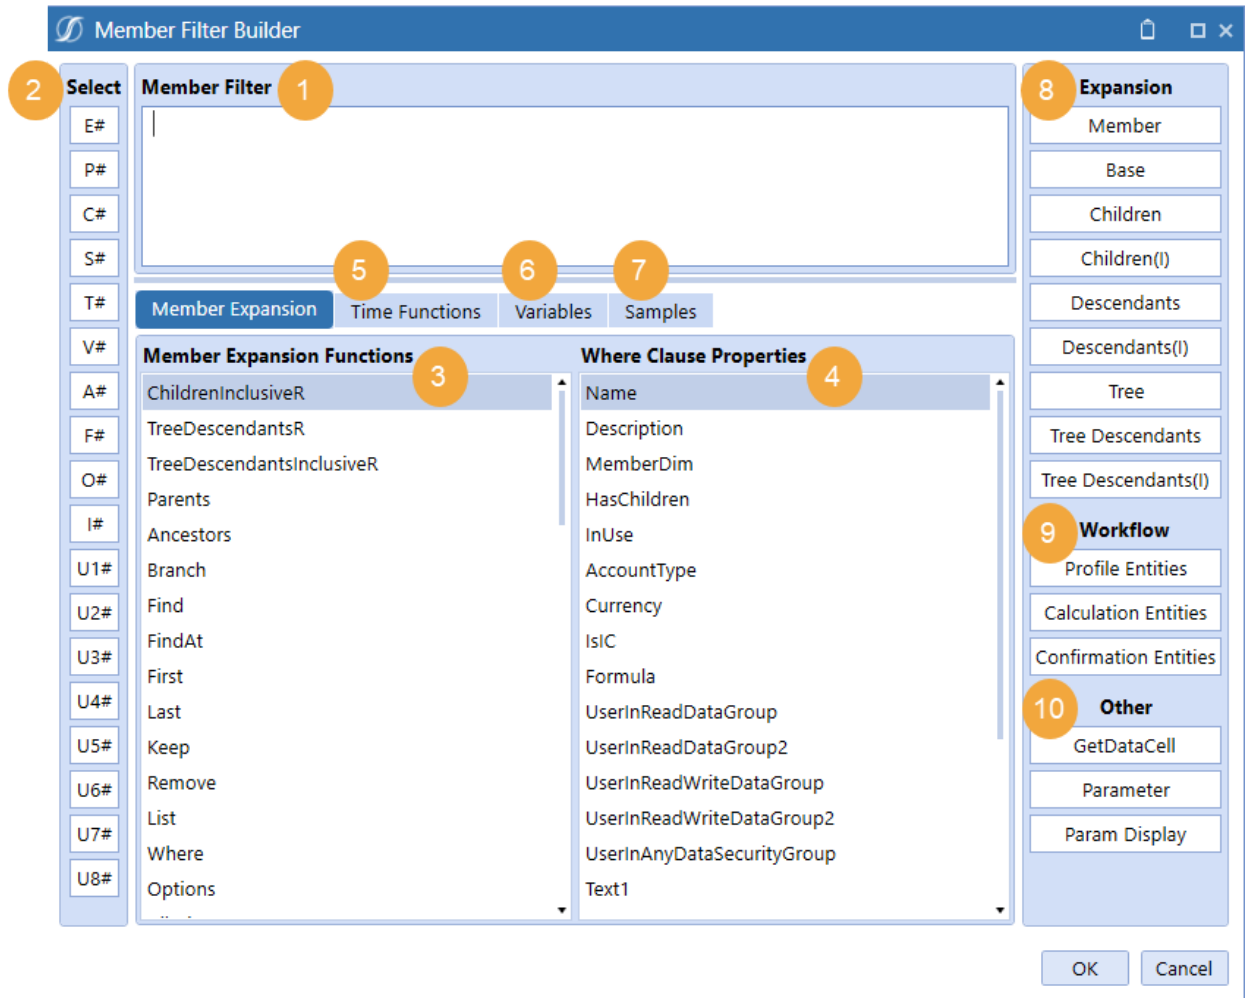 Member Filter Builder
2 Select
E#
P#
C#
S#
T#
V#
A#
F#
O#
I#
U1#
U2#
U3#
U4#
U5#
U6#
U7#
U8#
Member Filter 1
5 6 7
Member Expansion Time Functions Variables Samples
Member Expansion Functions 3
ChildrenInclusiveR
TreeDescendantsR
TreeDescendantsInclusiveR
Parents
Ancestors
Branch
Find
FindAt
First
Last
Keep
Remove
List
Where
Options
Where Clause Properties 4
Name
Description
MemberDim
HasChildren
InUse
AccountType
Currency
IsIC
Formula
UserInReadDataGroup
UserInReadDataGroup2
UserInReadWriteDataGroup
UserInReadWriteDataGroup2
UserInAnyDataSecurityGroup
Text1
8 Expansion
Member
Base
Children
Children(I)
Descendants
Descendants(I)
Tree
Tree Descendants
Tree Descendants(I)
9 Workflow
Profile Entities
Calculation Entities
Confirmation Entities
10 Other
GetDataCell
Parameter
Param Display
OK Cancel